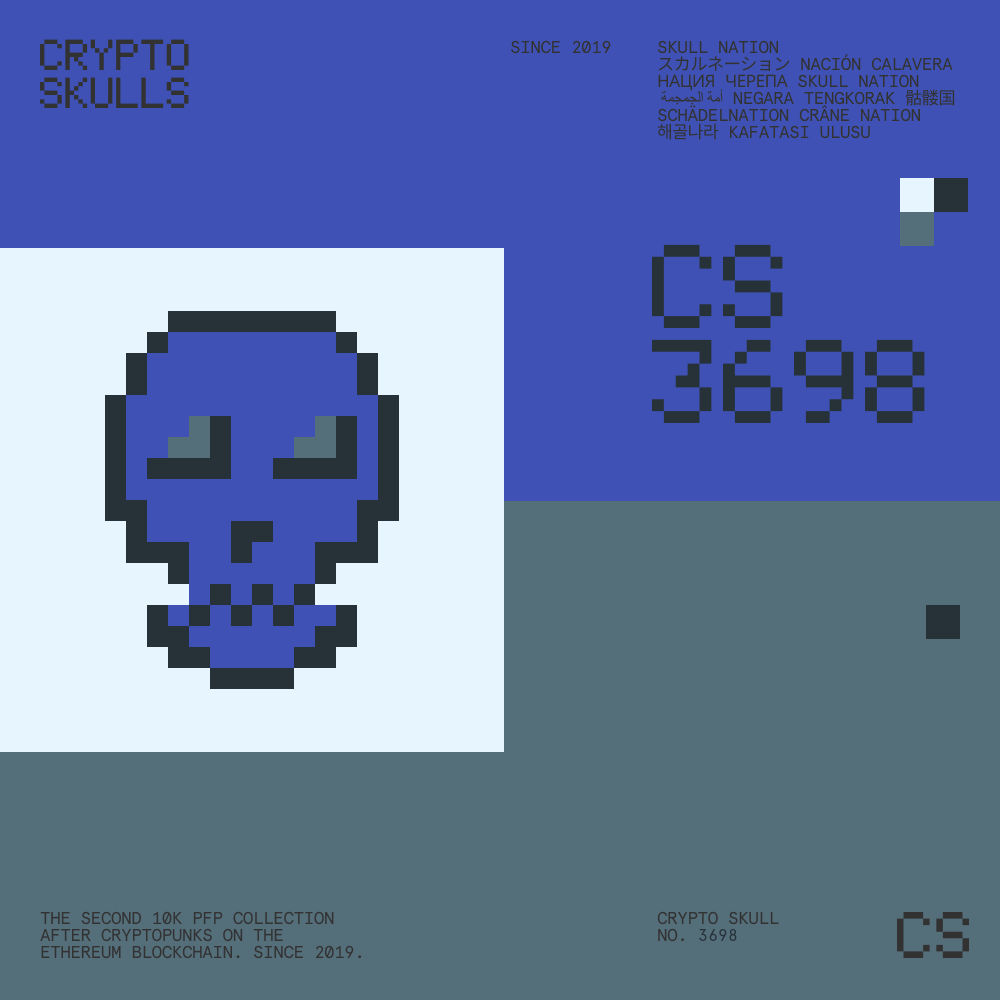 CRYPTO
SKULLS
SINCE 2019
SKULL NATION
スカルネーション NACIÓN CALAVERA
НАЦИЯ ЧЕРЕПА SKULL NATION
أمة الجمجمة NEGARA TENGKORAK 骷髅国
SCHÄDELNATION CRÂNE NATION
해골나라 KAFATASI ULUSU
CS
3698
THE SECOND 10K PFP COLLECTION
AFTER CRYPTOPUNKS ON THE
ETHEREUM BLOCKCHAIN. SINCE 2019.
CRYPTO SKULL
NO. 3698
CS